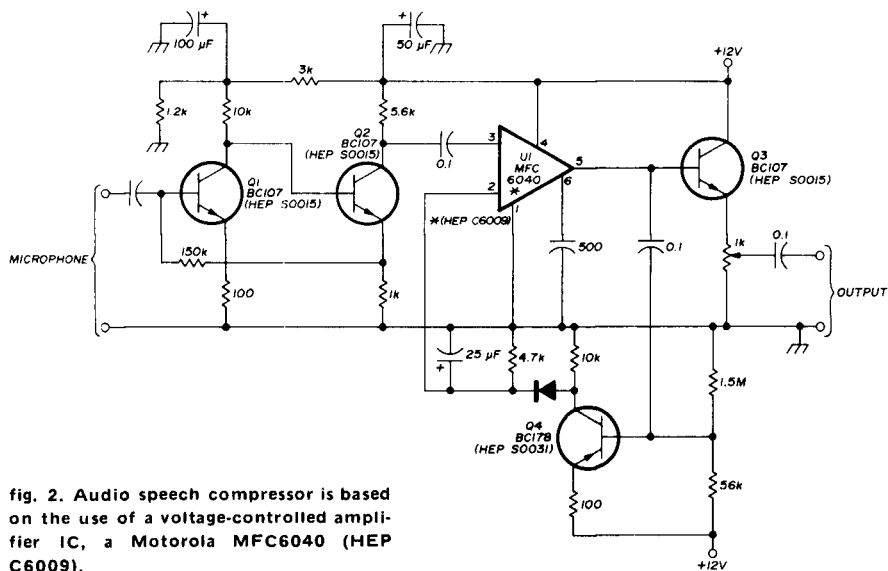 100 µF
+
+
50 µF
+12V
3k
1.2k
10k
5.6k
Q2
BC107
(HEP S0015)
0.1
3
4
U1
MFC
6040
*
2
5
6
1
Q3
BC107
(HEP S0015)
Q1
BC107
(HEP S0015)
*(HEP C6009)
MICROPHONE
150k
100
1k
500
0.1
1k
0.1
OUTPUT
25 µF
+
4.7k
10k
1.5M
Q4
BC178
(HEP S0031)
56k
100
+12V
fig. 2. Audio speech compressor is based
on the use of a voltage-controlled ampli-
fier IC, a Motorola MFC6040 (HEP
C6009).